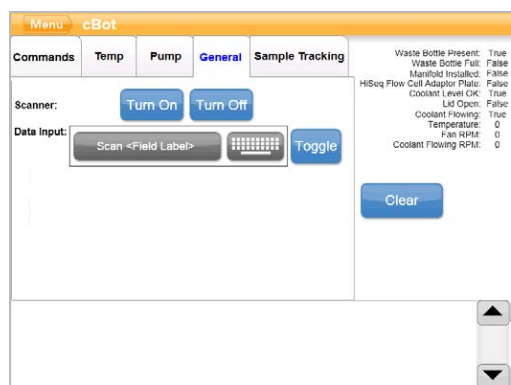 Menu cBot
Commands Temp Pump General Sample Tracking
Scanner: Turn On Turn Off
Data Input: Scan <Field Label> Toggle
Waste Bottle Present: True
Waste Bottle Full: False
Manifold Installed: False
HiSeq Flow Cell Adaptor Plate: False
Coolant Level OK: True
Lid Open: False
Coolant Flowing: True
Temperature: 0
Fan RPM: 0
Coolant Flowing RPM: 0
Clear